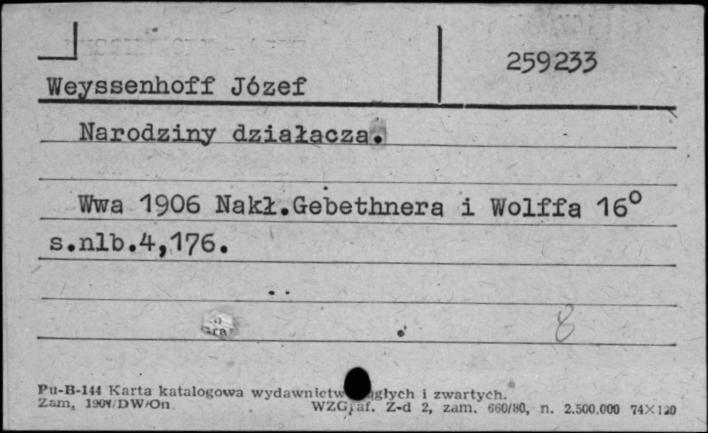 259233
Weyssenhoff Józef
Narodziny działacza.
Wwa 1906 Nakł.Gebethnera i Wolffa 16°
s.nlb.4,176.
8
Pu-B-144 Karta katalogowa wydawnictw i zwartych.
Zam. DW/On WZGraf. Z-d 2, zam. 660/80, n. 2.500.000 74×120